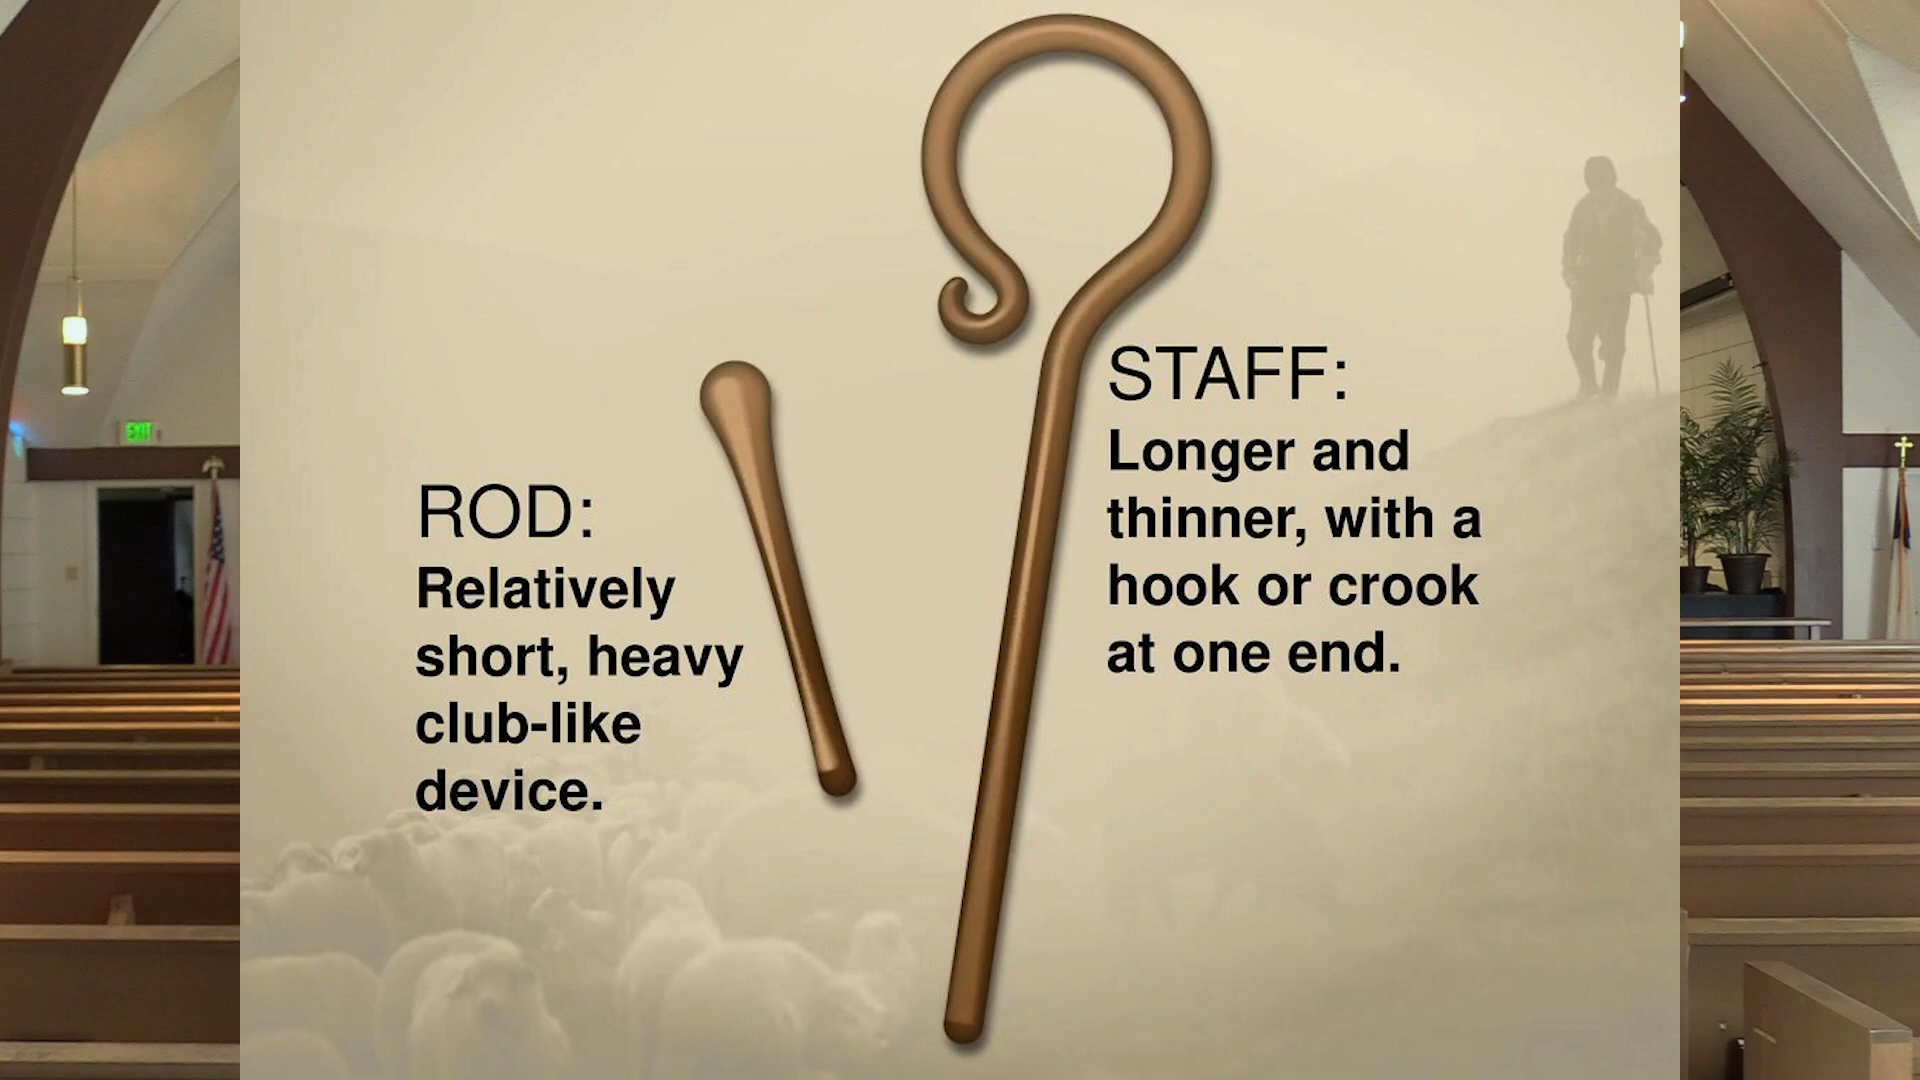 EXIT
ROD:
Relatively
short, heavy
club-like
device.
STAFF:
Longer and
thinner, with a
hook or crook
at one end.